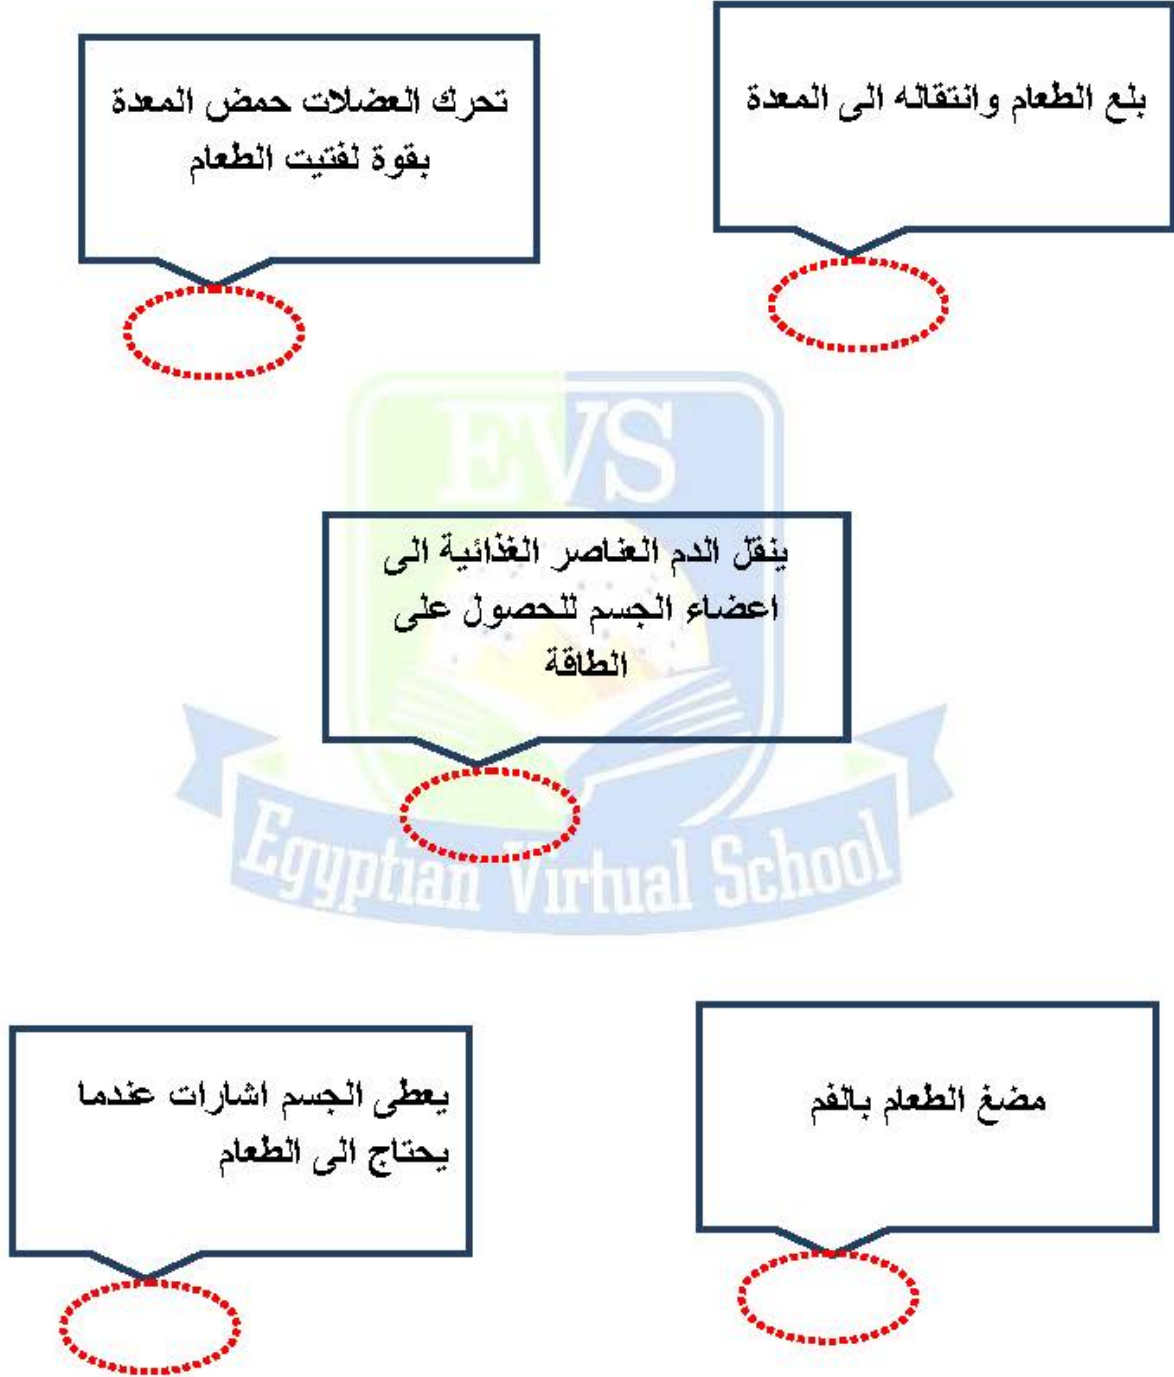 بلع الطعام وانتقاله الى المعدة
تحرك العضلات حمض المعدة
بقوة لفتيت الطعام
EVS
ينقل الدم العناصر الغذائية الى
اعضاء الجسم للحصول على
الطاقة
Egyptian Virtual School
مضغ الطعام بالفم
يعطى الجسم اشارات عندما
يحتاج الى الطعام